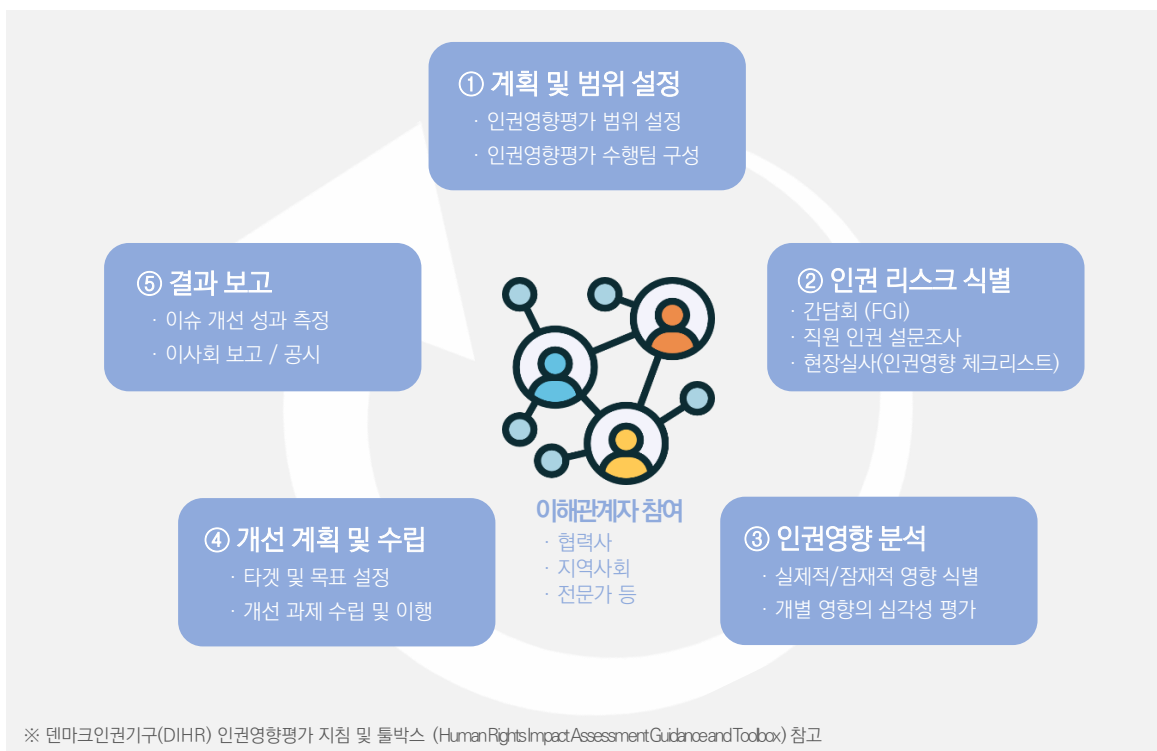 ① 계획 및 범위 설정
· 인권영향평가 범위 설정
· 인권영향평가 수행팀 구성
② 인권 리스크 식별
· 간담회 (FGI)
· 직원 인권 설문조사
· 현장실사(인권영향 체크리스트)
③ 인권영향 분석
· 실제적/잠재적 영향 식별
· 개별 영향의 심각성 평가
④ 개선 계획 및 수립
· 타겟 및 목표 설정
· 개선 과제 수립 및 이행
⑤ 결과 보고
· 이슈 개선 성과 측정
· 이사회 보고 / 공시
이해관계자 참여
· 협력사
· 지역사회
· 전문가 등
※ 덴마크인권기구(DIHR) 인권영향평가 지침 및 툴박스 (Human Rights Impact Assessment Guidance and Toolbox) 참고